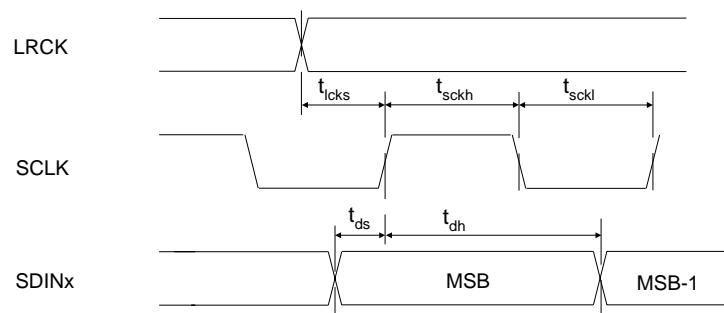 LRCK
t_lcks t_sckh t_sckl
SCLK
t_ds t_dh
SDINx MSB MSB-1